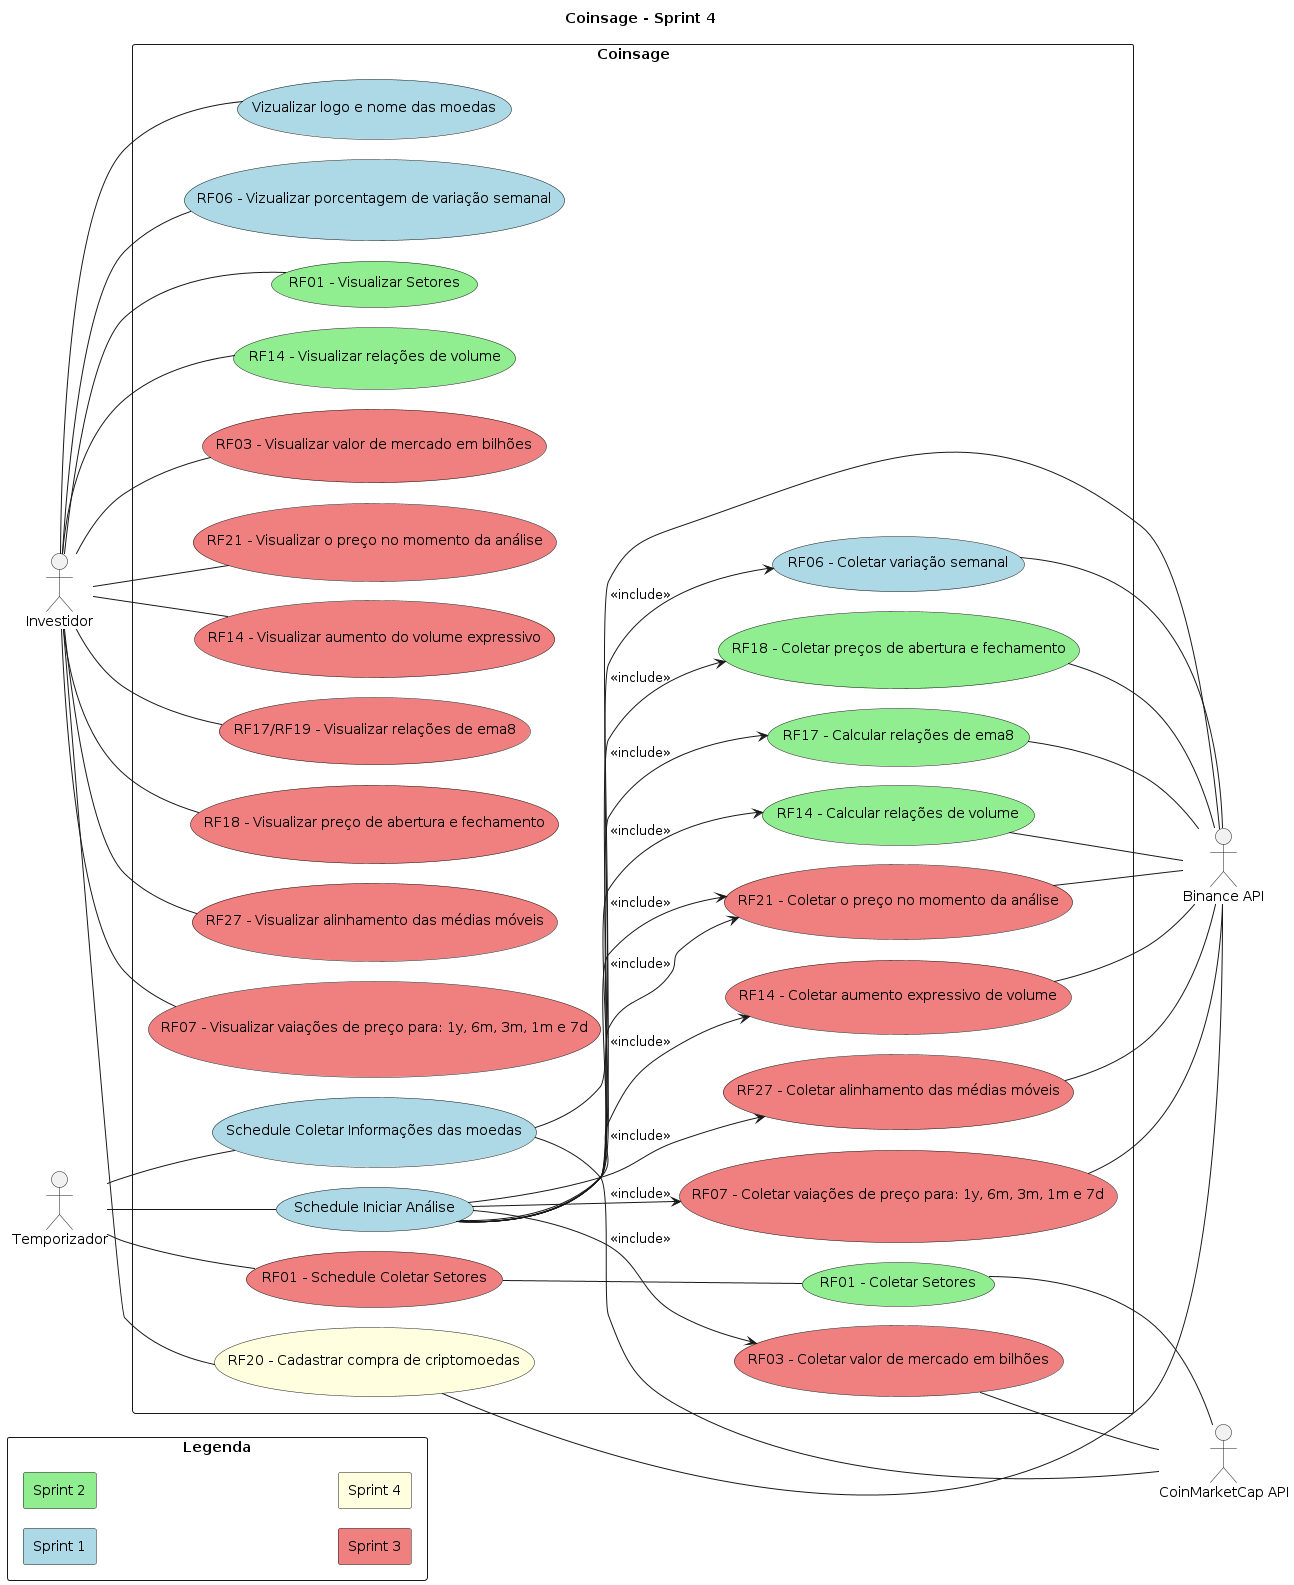 Coinsage - Sprint 4
Coinsage
Vizualizar logo e nome das moedas
RF06 - Vizualizar porcentagem de variação semanal
RF01 - Visualizar Setores
RF14 - Visualizar relações de volume
RF03 - Visualizar valor de mercado em bilhões
RF21 - Visualizar o preço no momento da análise
RF14 - Visualizar aumento do volume expressivo
RF17/RF19 - Visualizar relações de ema8
RF18 - Visualizar preço de abertura e fechamento
RF27 - Visualizar alinhamento das médias móveis
RF07 - Visualizar vaiações de preço para: 1y, 6m, 3m, 1m e 7d
Schedule Coletar Informações das moedas
Schedule Iniciar Análise
RF01 - Schedule Coletar Setores
RF20 - Cadastrar compra de criptomoedas
Investidor
Temporizador
«include»
«include»
«include»
«include»
«include»
«include»
«include»
«include»
«include»
«include»
RF06 - Coletar variação semanal
RF18 - Coletar preços de abertura e fechamento
RF17 - Calcular relações de ema8
RF14 - Calcular relações de volume
RF21 - Coletar o preço no momento da análise
RF14 - Coletar aumento expressivo de volume
RF27 - Coletar alinhamento das médias móveis
RF07 - Coletar vaiações de preço para: 1y, 6m, 3m, 1m e 7d
RF01 - Coletar Setores
RF03 - Coletar valor de mercado em bilhões
Binance API
CoinMarketCap API
Legenda
Sprint 2
Sprint 4
Sprint 1
Sprint 3